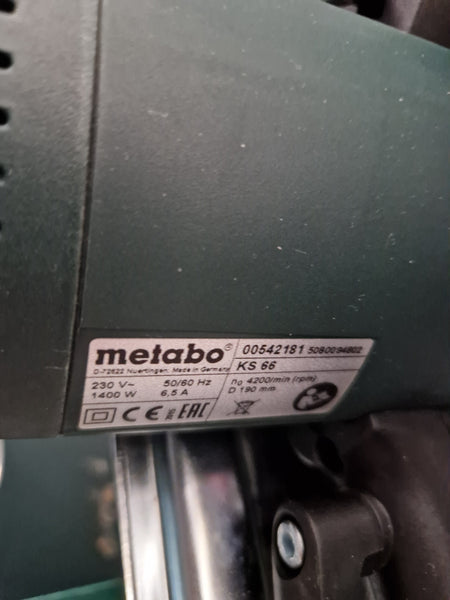 metabo®
D-72622 Nuertingen, Made in Germany
230 V~ 50/60 Hz
1400 W 6,5 A
CE EAC
00542181
KS 66
n₀ 4200/min (rpm)
D 190 mm